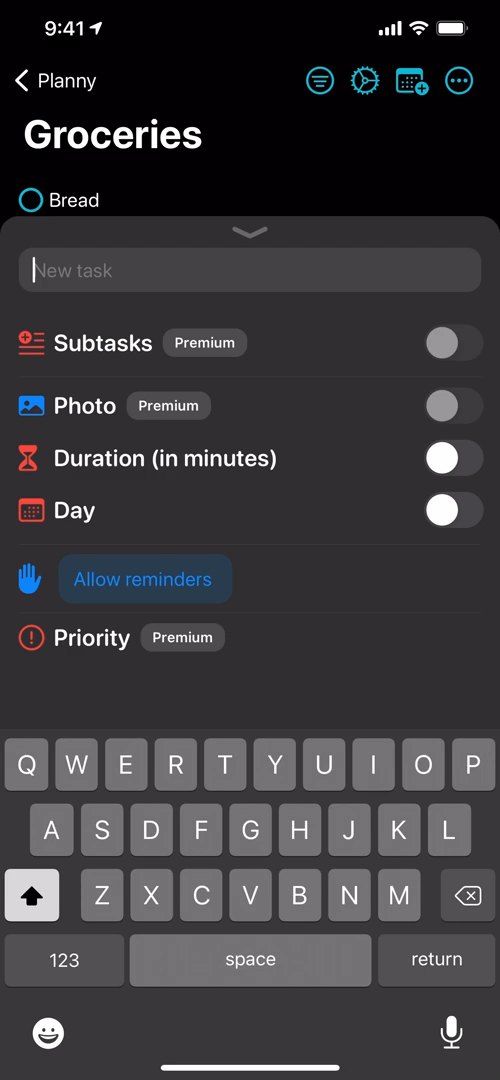 9:41
Planny
Groceries
Bread
New task
Subtasks Premium
Photo Premium
Duration (in minutes)
Day
Allow reminders
Priority Premium
Q W E R T Y U I O P
A S D F G H J K L
Z X C V B N M
123 space return